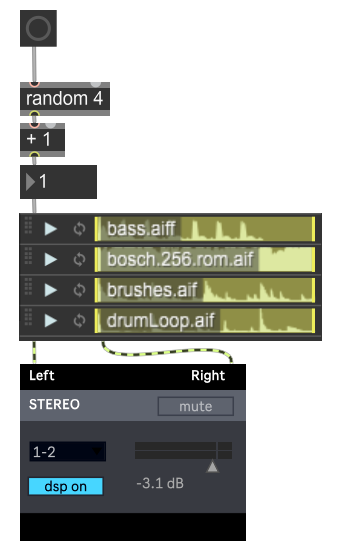 random 4
+ 1
1
bass.aiff
bosch.256.rom.aif
brushes.aif
drumLoop.aif
Left Right
STEREO mute
1-2
dsp on -3.1 dB